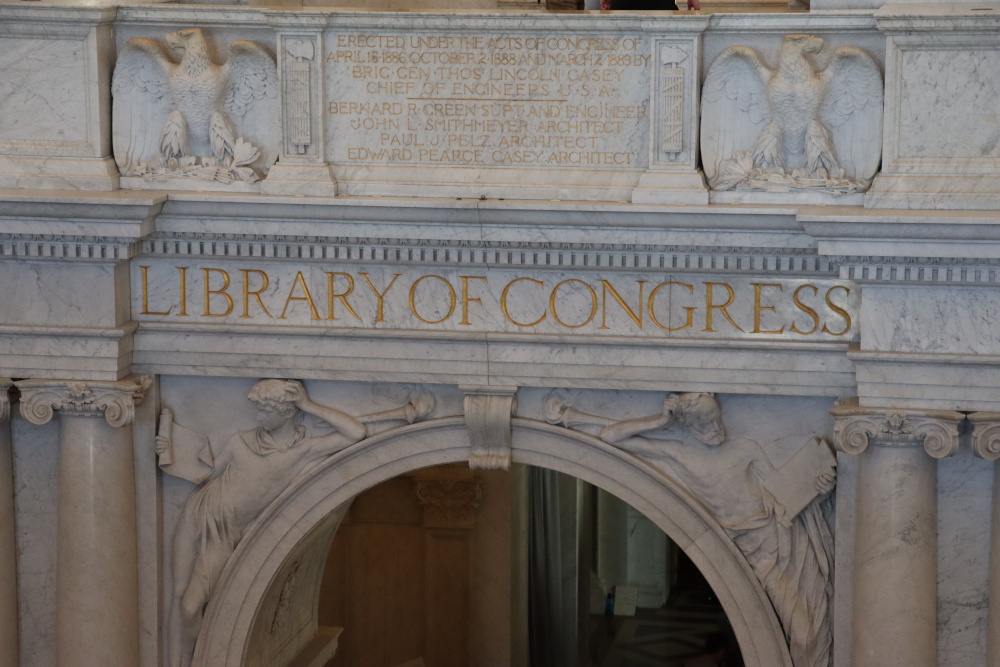 ERECTED UNDER THE ACTS OF CONGRESS OF
APRIL 15 1886 OCTOBER 2 1888 AND MARCH 2 1889 BY
BRIG. GEN. THOS. LINCOLN CASEY
CHIEF OF ENGINEERS U.S.A.
BERNARD R. GREEN SUP'T AND ENGINEER
JOHN L. SMITHMEYER ARCHITECT
PAUL J. PELZ ARCHITECT
EDWARD PEARCE CASEY ARCHITECT
LIBRARY OF CONGRESS